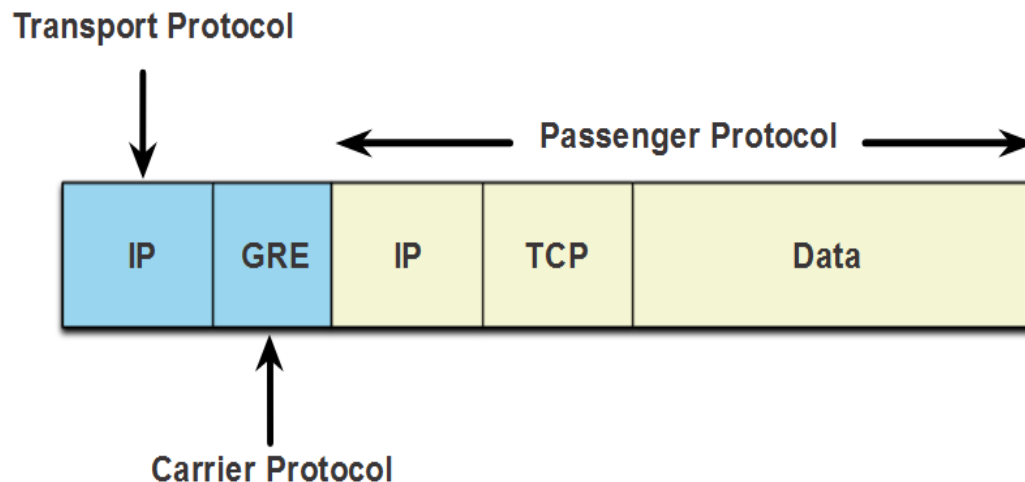 Transport Protocol
Passenger Protocol
IP GRE IP TCP Data
Carrier Protocol